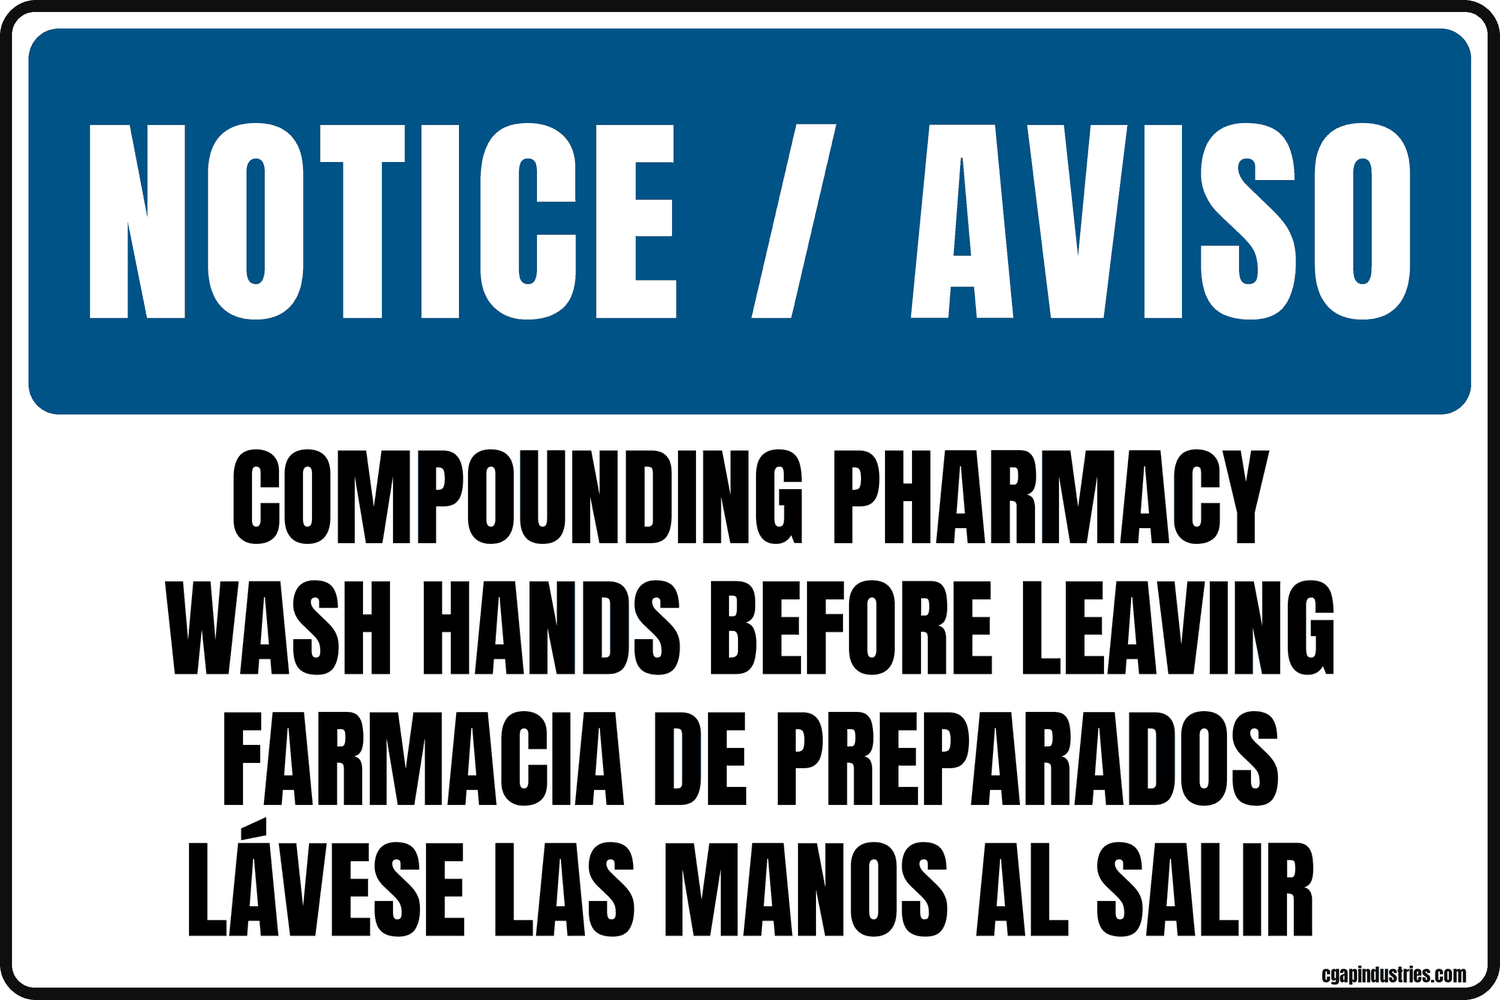 NOTICE / AVISO
COMPOUNDING PHARMACY
WASH HANDS BEFORE LEAVING
FARMACIA DE PREPARADOS
LÁVESE LAS MANOS AL SALIR
cgapindustries.com